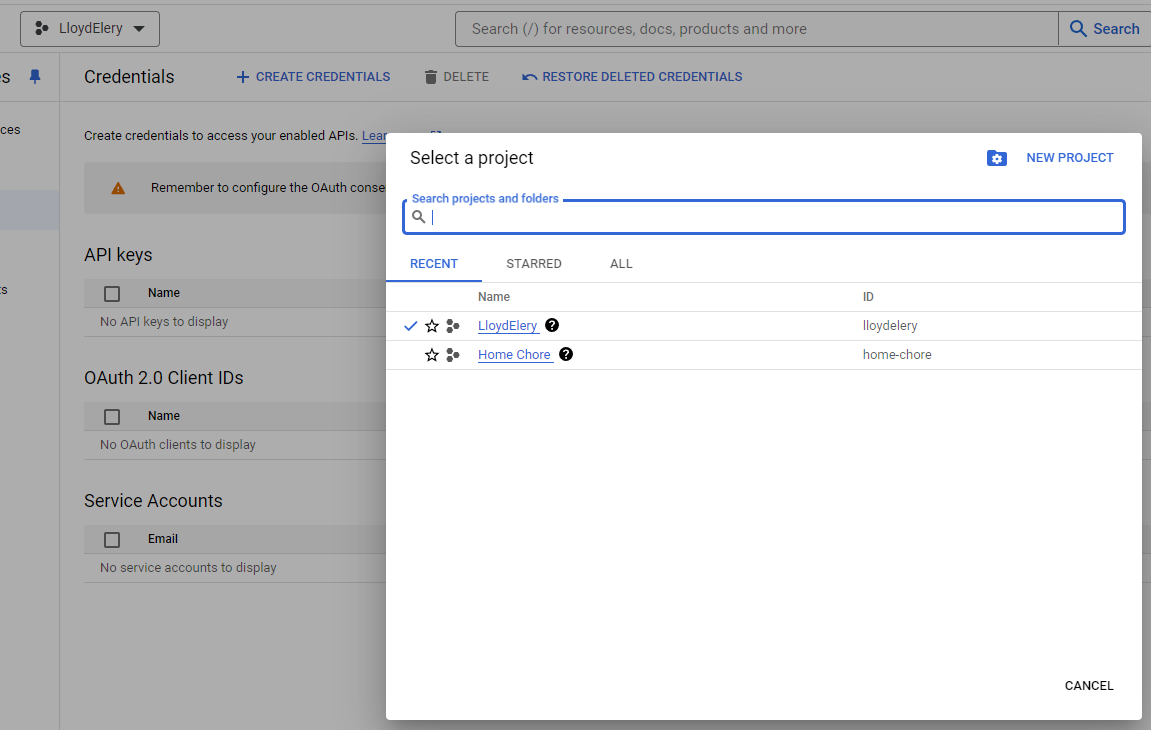 LloydElery
Search (/) for resources, docs, products and more
Search
es
Credentials
CREATE CREDENTIALS
DELETE
RESTORE DELETED CREDENTIALS
ces
ts
Create credentials to access your enabled APIs. Lear
Remember to configure the OAuth conse
API keys
Name
No API keys to display
OAuth 2.0 Client IDs
Name
No OAuth clients to display
Service Accounts
Email
No service accounts to display
Select a project
NEW PROJECT
Search projects and folders
RECENT
STARRED
ALL
Name
ID
LloydElery
lloydelery
Home Chore
home-chore
CANCEL